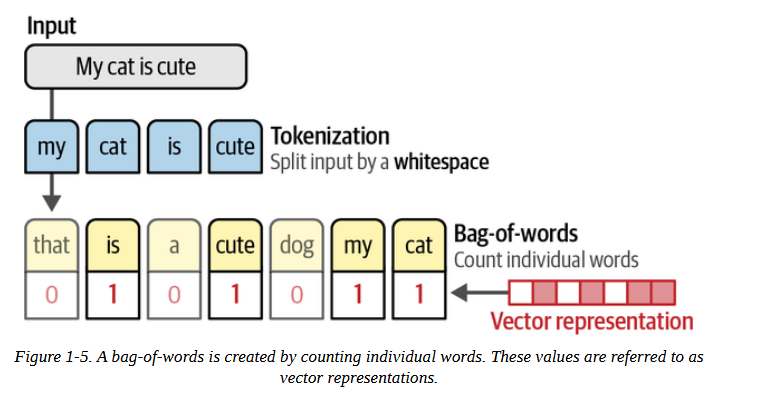 Input
My cat is cute
my cat is cute
Tokenization
Split input by a whitespace
that is a cute dog my cat
0 1 0 1 0 1 1
Bag-of-words
Count individual words
Vector representation
Figure 1-5. A bag-of-words is created by counting individual words. These values are referred to as
vector representations.